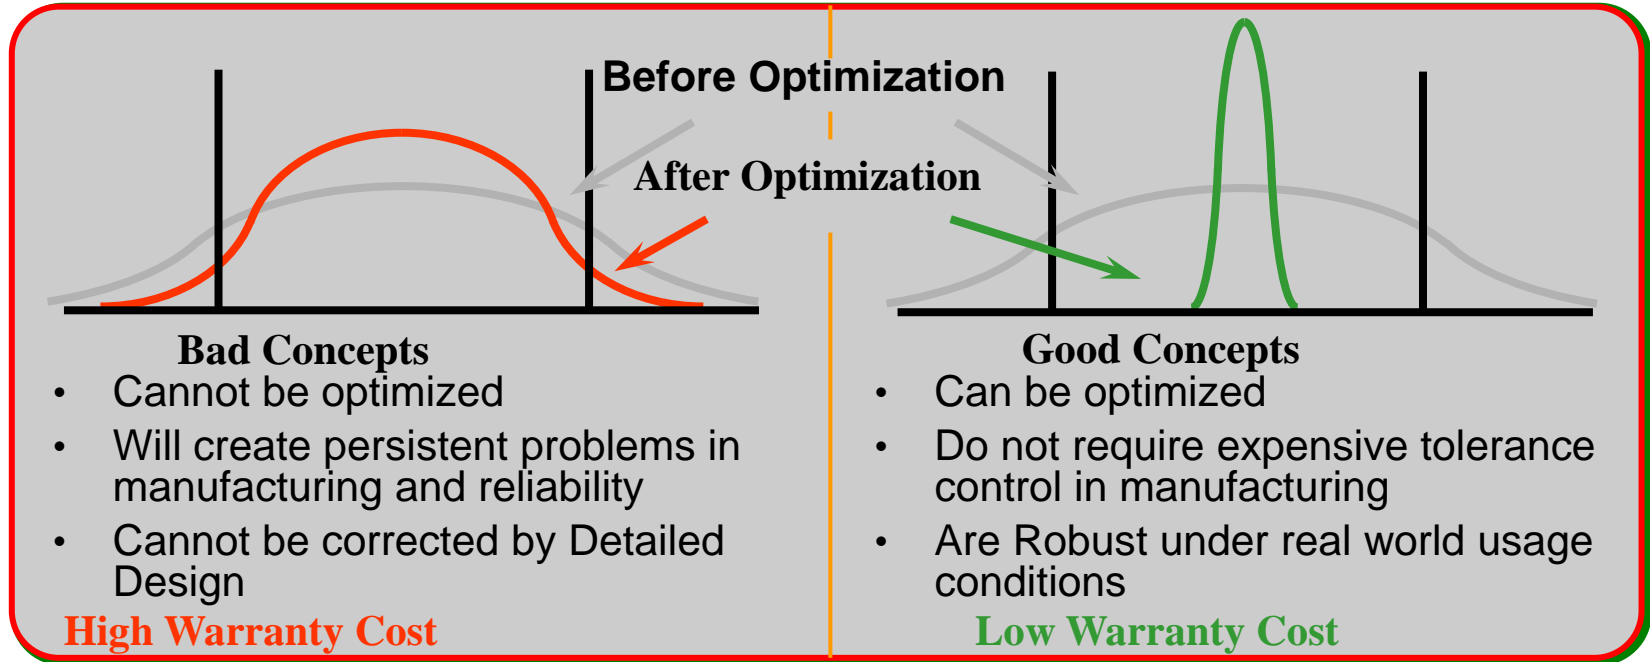 Before Optimization
After Optimization
Bad Concepts
• Cannot be optimized
• Will create persistent problems in
manufacturing and reliability
• Cannot be corrected by Detailed
Design
High Warranty Cost
Good Concepts
• Can be optimized
• Do not require expensive tolerance
control in manufacturing
• Are Robust under real world usage
conditions
Low Warranty Cost